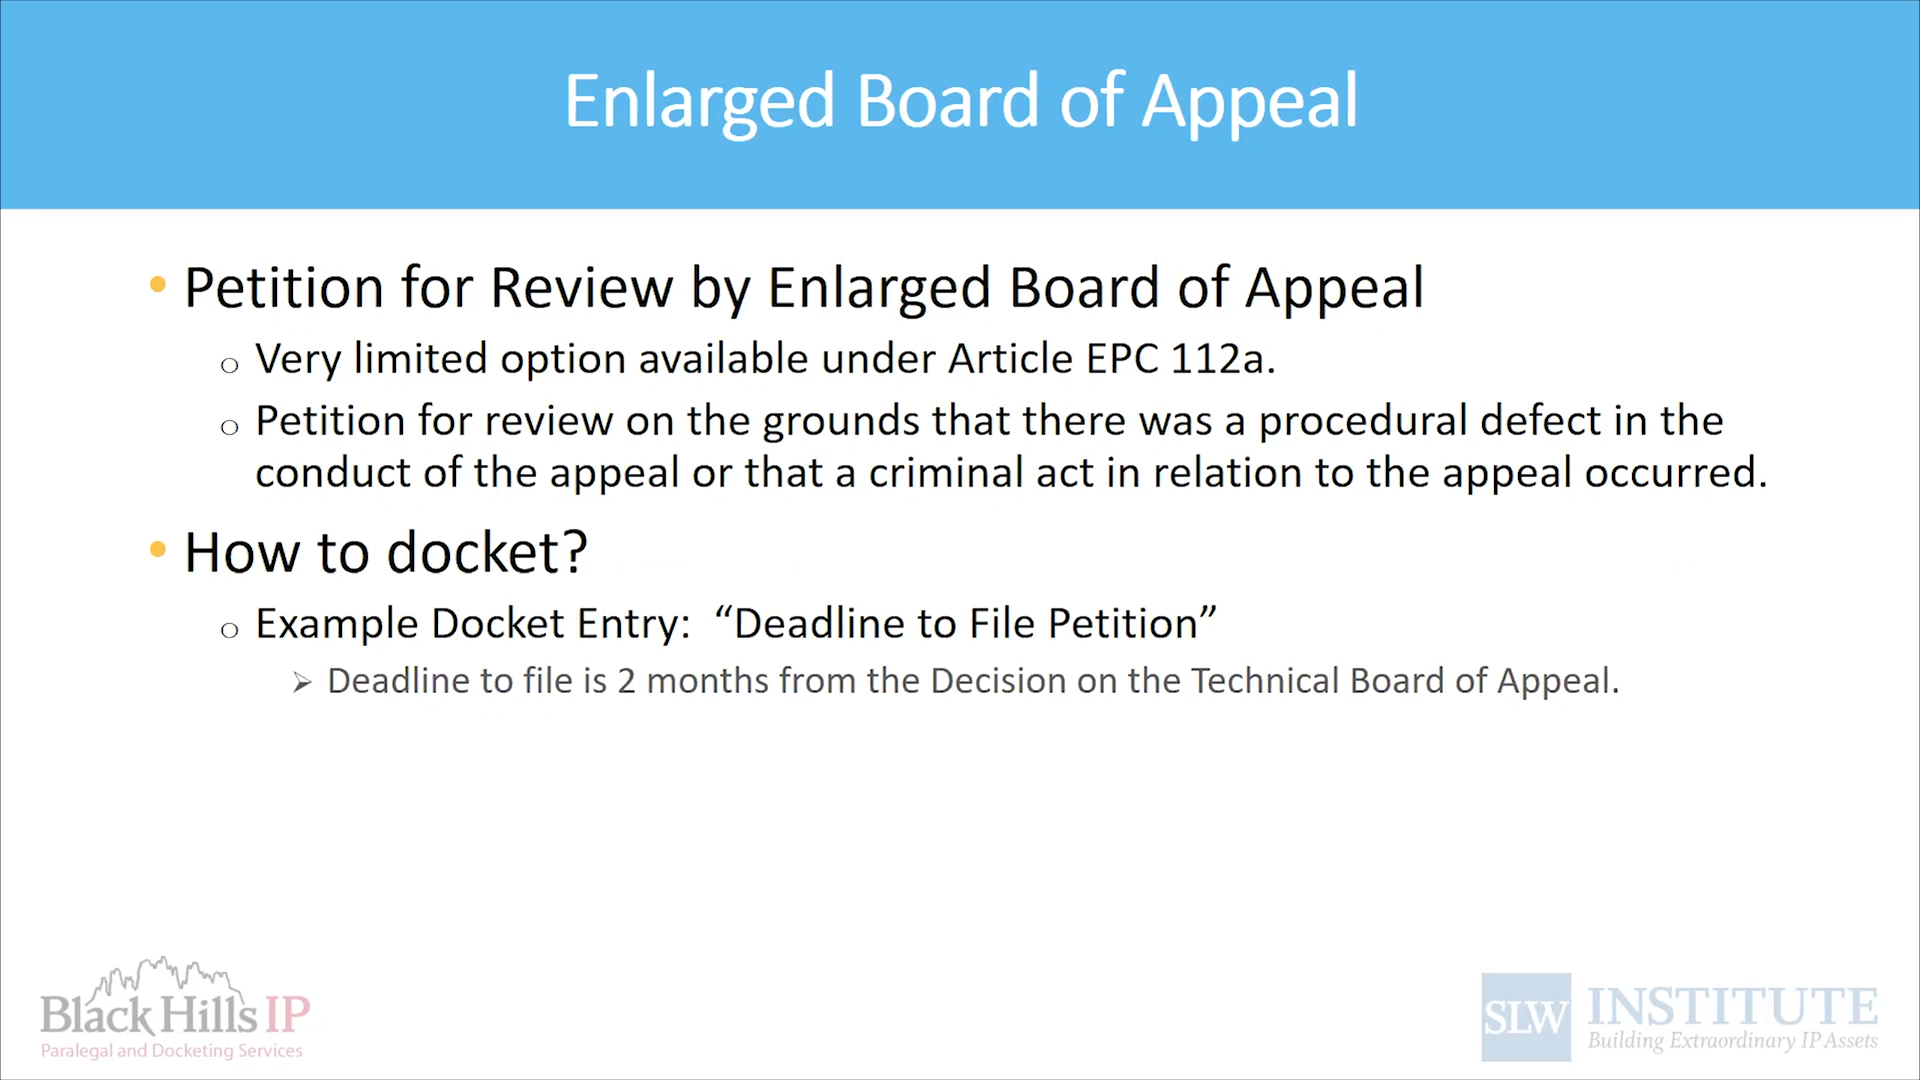 Enlarged Board of Appeal
• Petition for Review by Enlarged Board of Appeal
○ Very limited option available under Article EPC 112a.
○ Petition for review on the grounds that there was a procedural defect in the
conduct of the appeal or that a criminal act in relation to the appeal occurred.
• How to docket?
○ Example Docket Entry:  “Deadline to File Petition”
➢ Deadline to file is 2 months from the Decision on the Technical Board of Appeal.
Black Hills IP
Paralegal and Docketing Services
SLW INSTITUTE
Building Extraordinary IP Assets